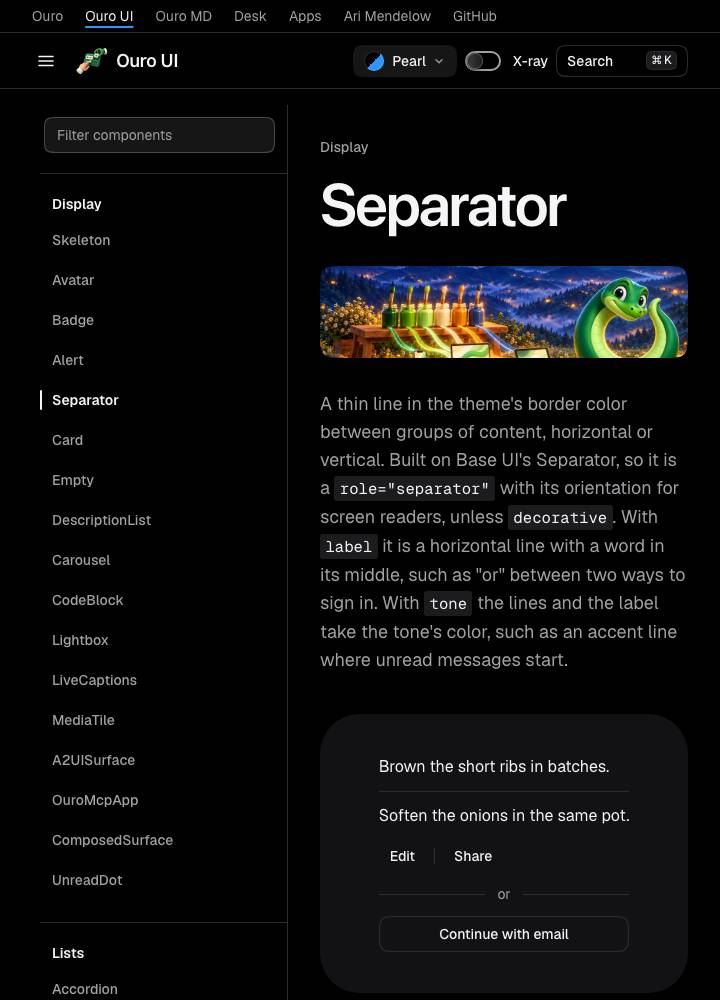 Ouro Ouro UI Ouro MD Desk Apps Ari Mendelow GitHub
Ouro UI Pearl X-ray Search ⌘ K
Filter components
Display
Skeleton
Avatar
Badge
Alert
Separator
Card
Empty
DescriptionList
Carousel
CodeBlock
Lightbox
LiveCaptions
MediaTile
A2UISurface
OuroMcpApp
ComposedSurface
UnreadDot
Lists
Accordion
Display
Separator
A thin line in the theme's border color
between groups of content, horizontal or
vertical. Built on Base UI's Separator, so it is
a role="separator" with its orientation for
screen readers, unless decorative. With
label it is a horizontal line with a word in
its middle, such as "or" between two ways to
sign in. With tone the lines and the label
take the tone's color, such as an accent line
where unread messages start.
Brown the short ribs in batches.
Soften the onions in the same pot.
Edit Share
or
Continue with email